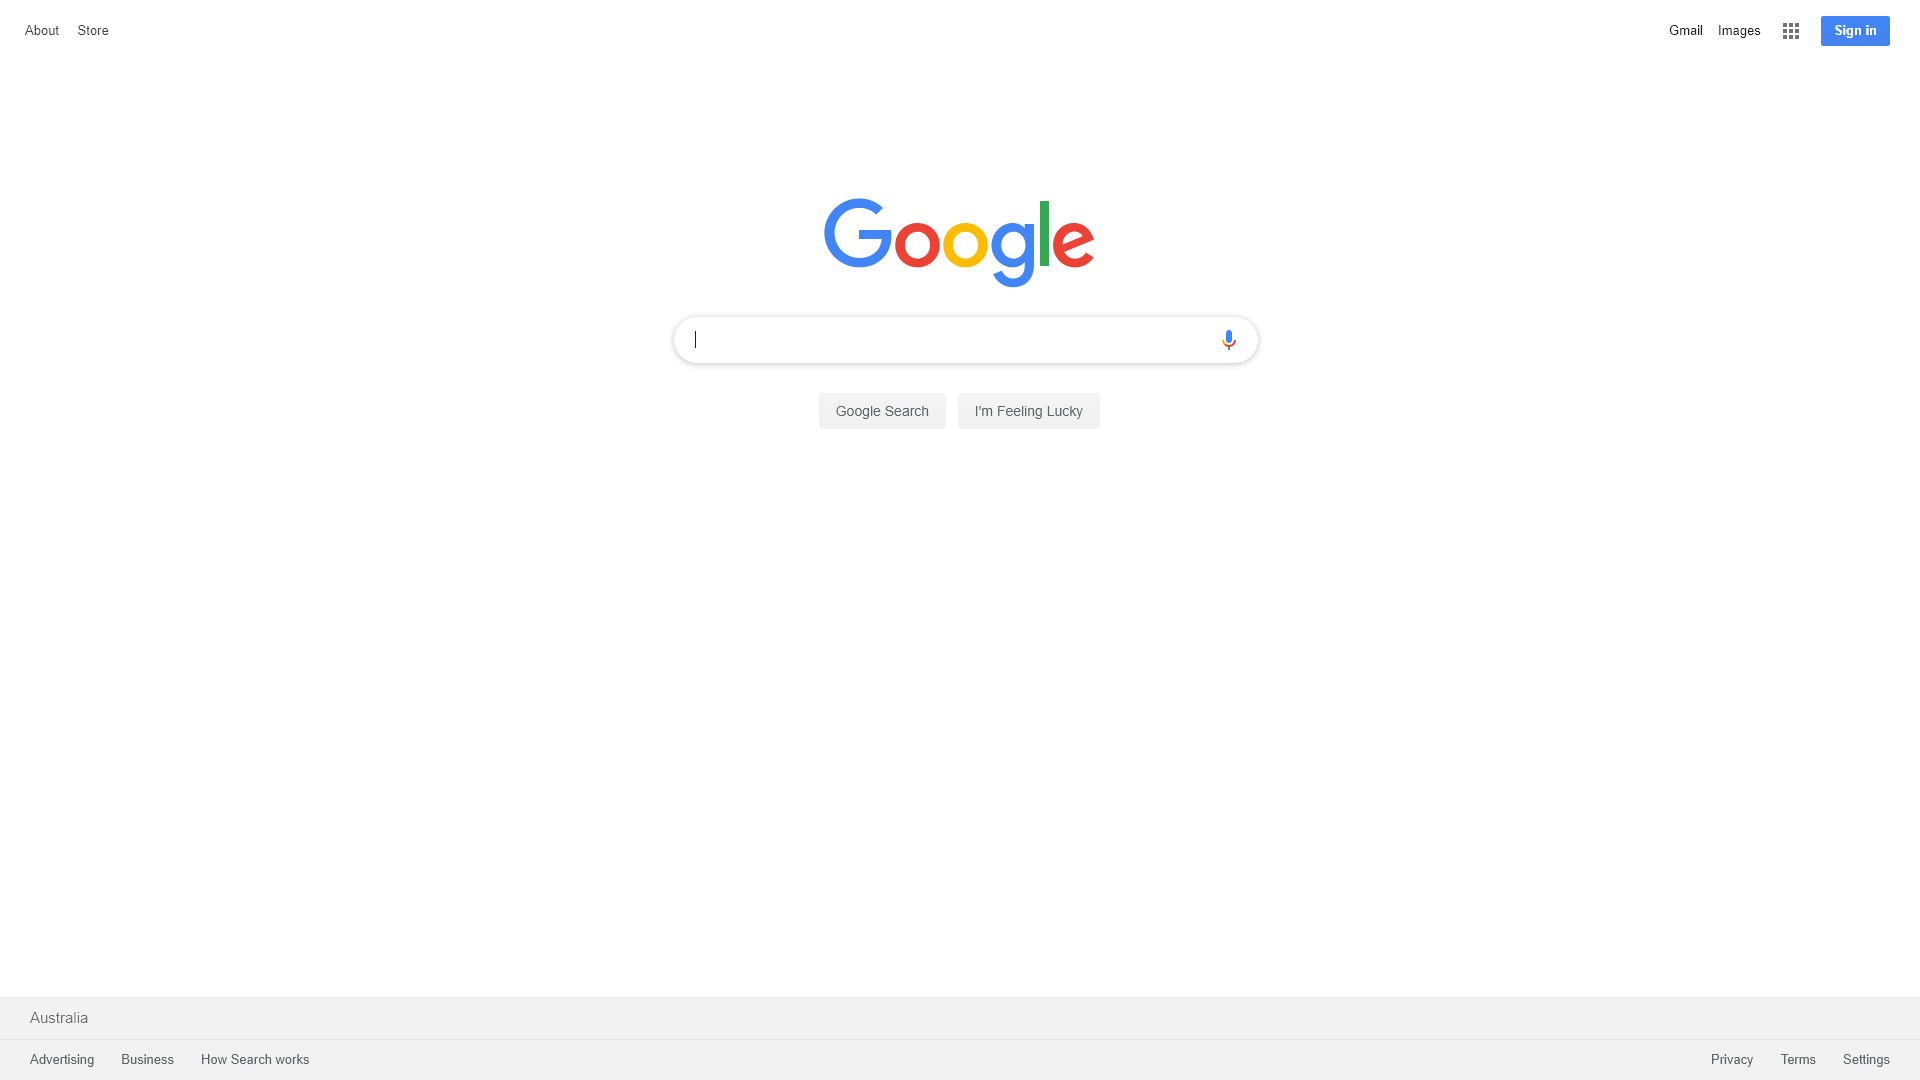 About Store Gmail Images Sign in
Google
Google Search I'm Feeling Lucky
Australia
Advertising Business How Search works Privacy Terms Settings